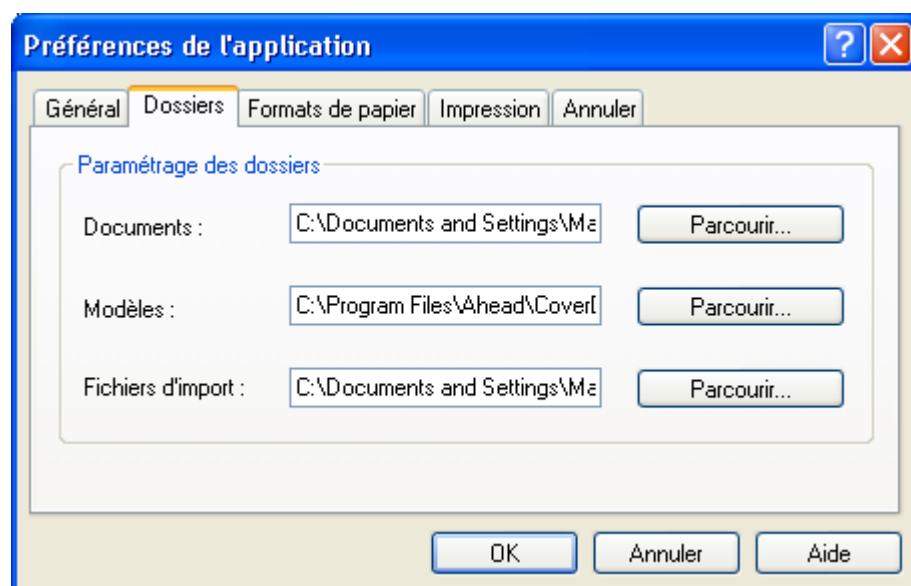 Préférences de l'application
Général Dossiers Formats de papier Impression Annuler
Paramétrage des dossiers
Documents : C:\Documents and Settings\Ma Parcourir...
Modèles : C:\Program Files\Ahead\Cover Parcourir...
Fichiers d'import : C:\Documents and Settings\Ma Parcourir...
OK Annuler Aide